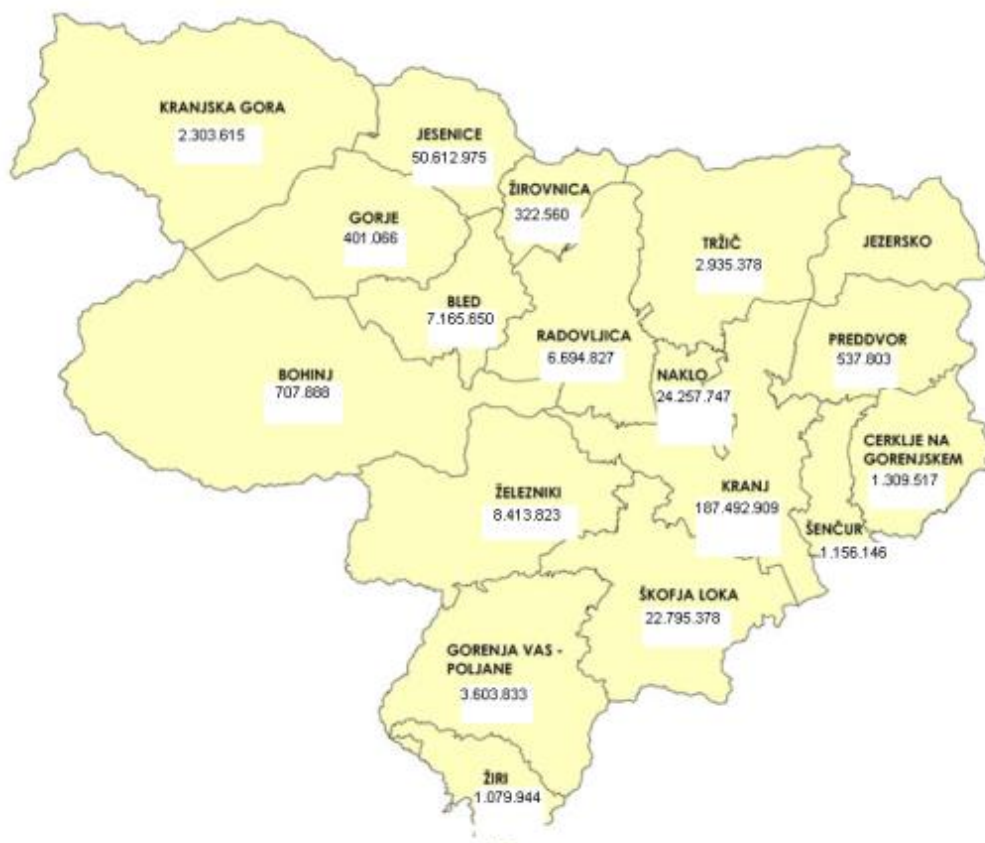 KRANJSKA GORA
2.303.615
JESENICE
50.612.975
ŽIROVNICA
322.560
GORJE
401.066
TRŽIČ
2.935.378
JEZERSKO
BLED
7.165.650
RADOVLJICA
6.694.827
PREDDVOR
537.803
BOHINJ
707.888
NAKLO
24.257.747
CERKLJE NA
GORENJSKEM
1.309.517
ŽELEZNIKI
8.413.823
KRANJ
187.492.909
ŠENČUR
1.156.146
ŠKOFJA LOKA
22.795.378
GORENJA VAS -
POLJANE
3.603.833
ŽIRI
1.079.944